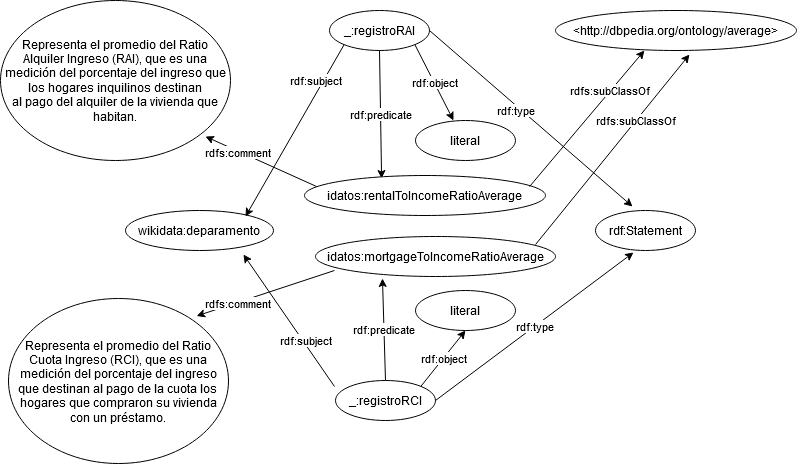 _:registroRAI
<http://dbpedia.org/ontology/average>
Representa el promedio del Ratio
Alquiler Ingreso (RAI), que es una
medición del porcentaje del ingreso que
los hogares inquilinos destinan
al pago del alquiler de la vivienda que
habitan.
rdf:subject
rdf:object
rdfs:subClassOf
rdf:predicate
rdf:type
rdfs:subClassOf
literal
rdfs:comment
idatos:rentalToIncomeRatioAverage
wikidata:deparamento
rdf:Statement
idatos:mortgageToIncomeRatioAverage
rdfs:comment
literal
rdf:predicate
rdf:type
rdf:subject
rdf:object
Representa el promedio del Ratio
Cuota Ingreso (RCI), que es una
medición del porcentaje del ingreso
que destinan al pago de la cuota los
hogares que compraron su vivienda
con un préstamo.
_:registroRCI